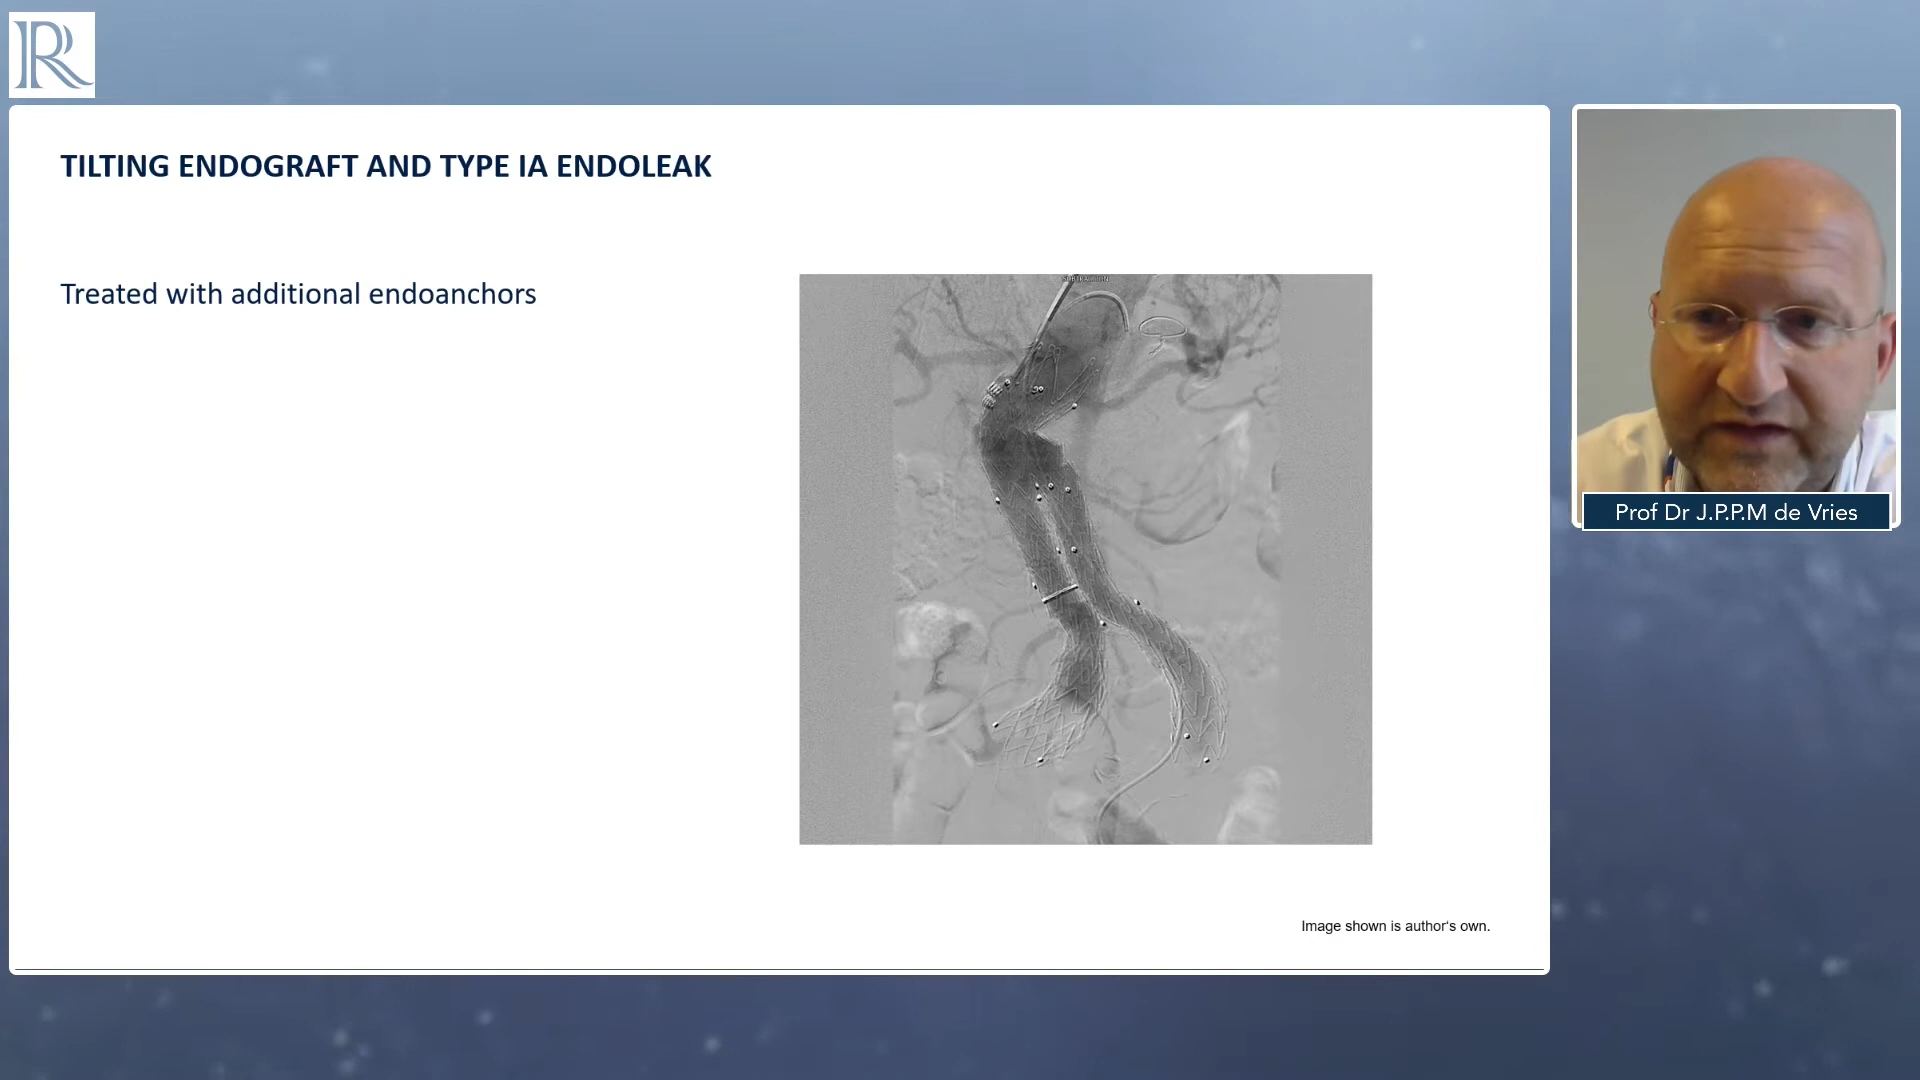 R
TILTING ENDOGRAFT AND TYPE IA ENDOLEAK
Treated with additional endoanchors
Image shown is author's own.
Prof Dr J.P.P.M de Vries